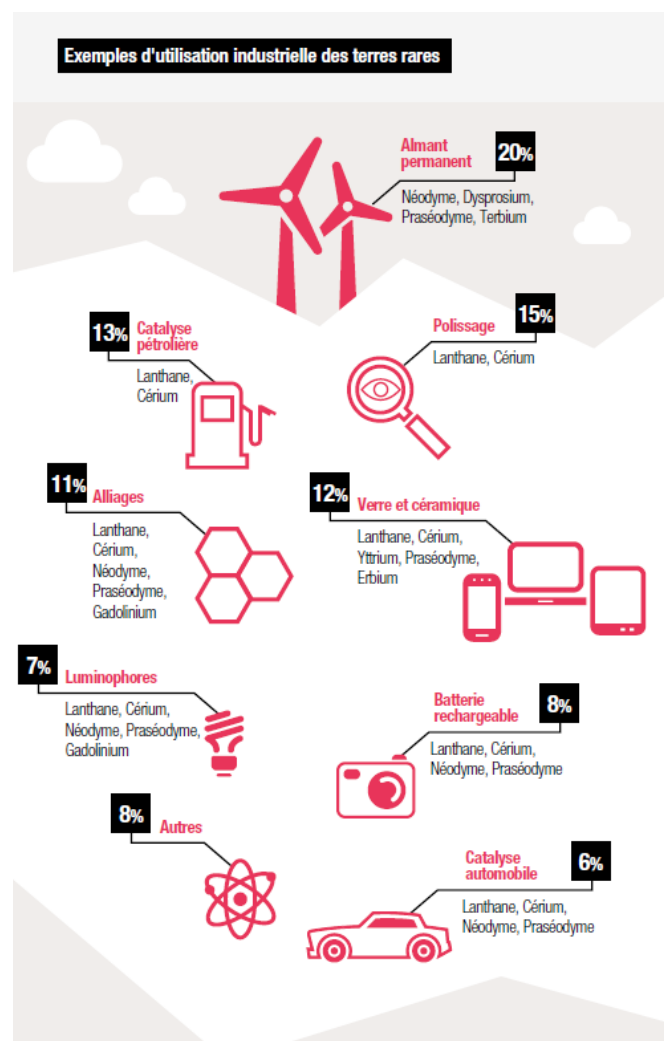 Exemples d'utilisation industrielle des terres rares
Almant
permanent
20%
Néodyme, Dysprosium,
Praséodyme, Terbium
13%
Catalyse
pétrolière
Lanthane,
Cérium
Polissage
15%
Lanthane, Cérium
11%
Alliages
Lanthane,
Cérium,
Néodyme,
Praséodyme,
Gadolinium
12%
Verre et céramique
Lanthane, Cérium,
Yttrium, Praséodyme,
Erbium
7%
Luminophores
Lanthane, Cérium,
Néodyme, Praséodyme,
Gadolinium
Batterie
rechargeable
8%
Lanthane, Cérium,
Néodyme, Praséodyme
8%
Autres
Catalyse
automobile
6%
Lanthane, Cérium,
Néodyme, Praséodyme